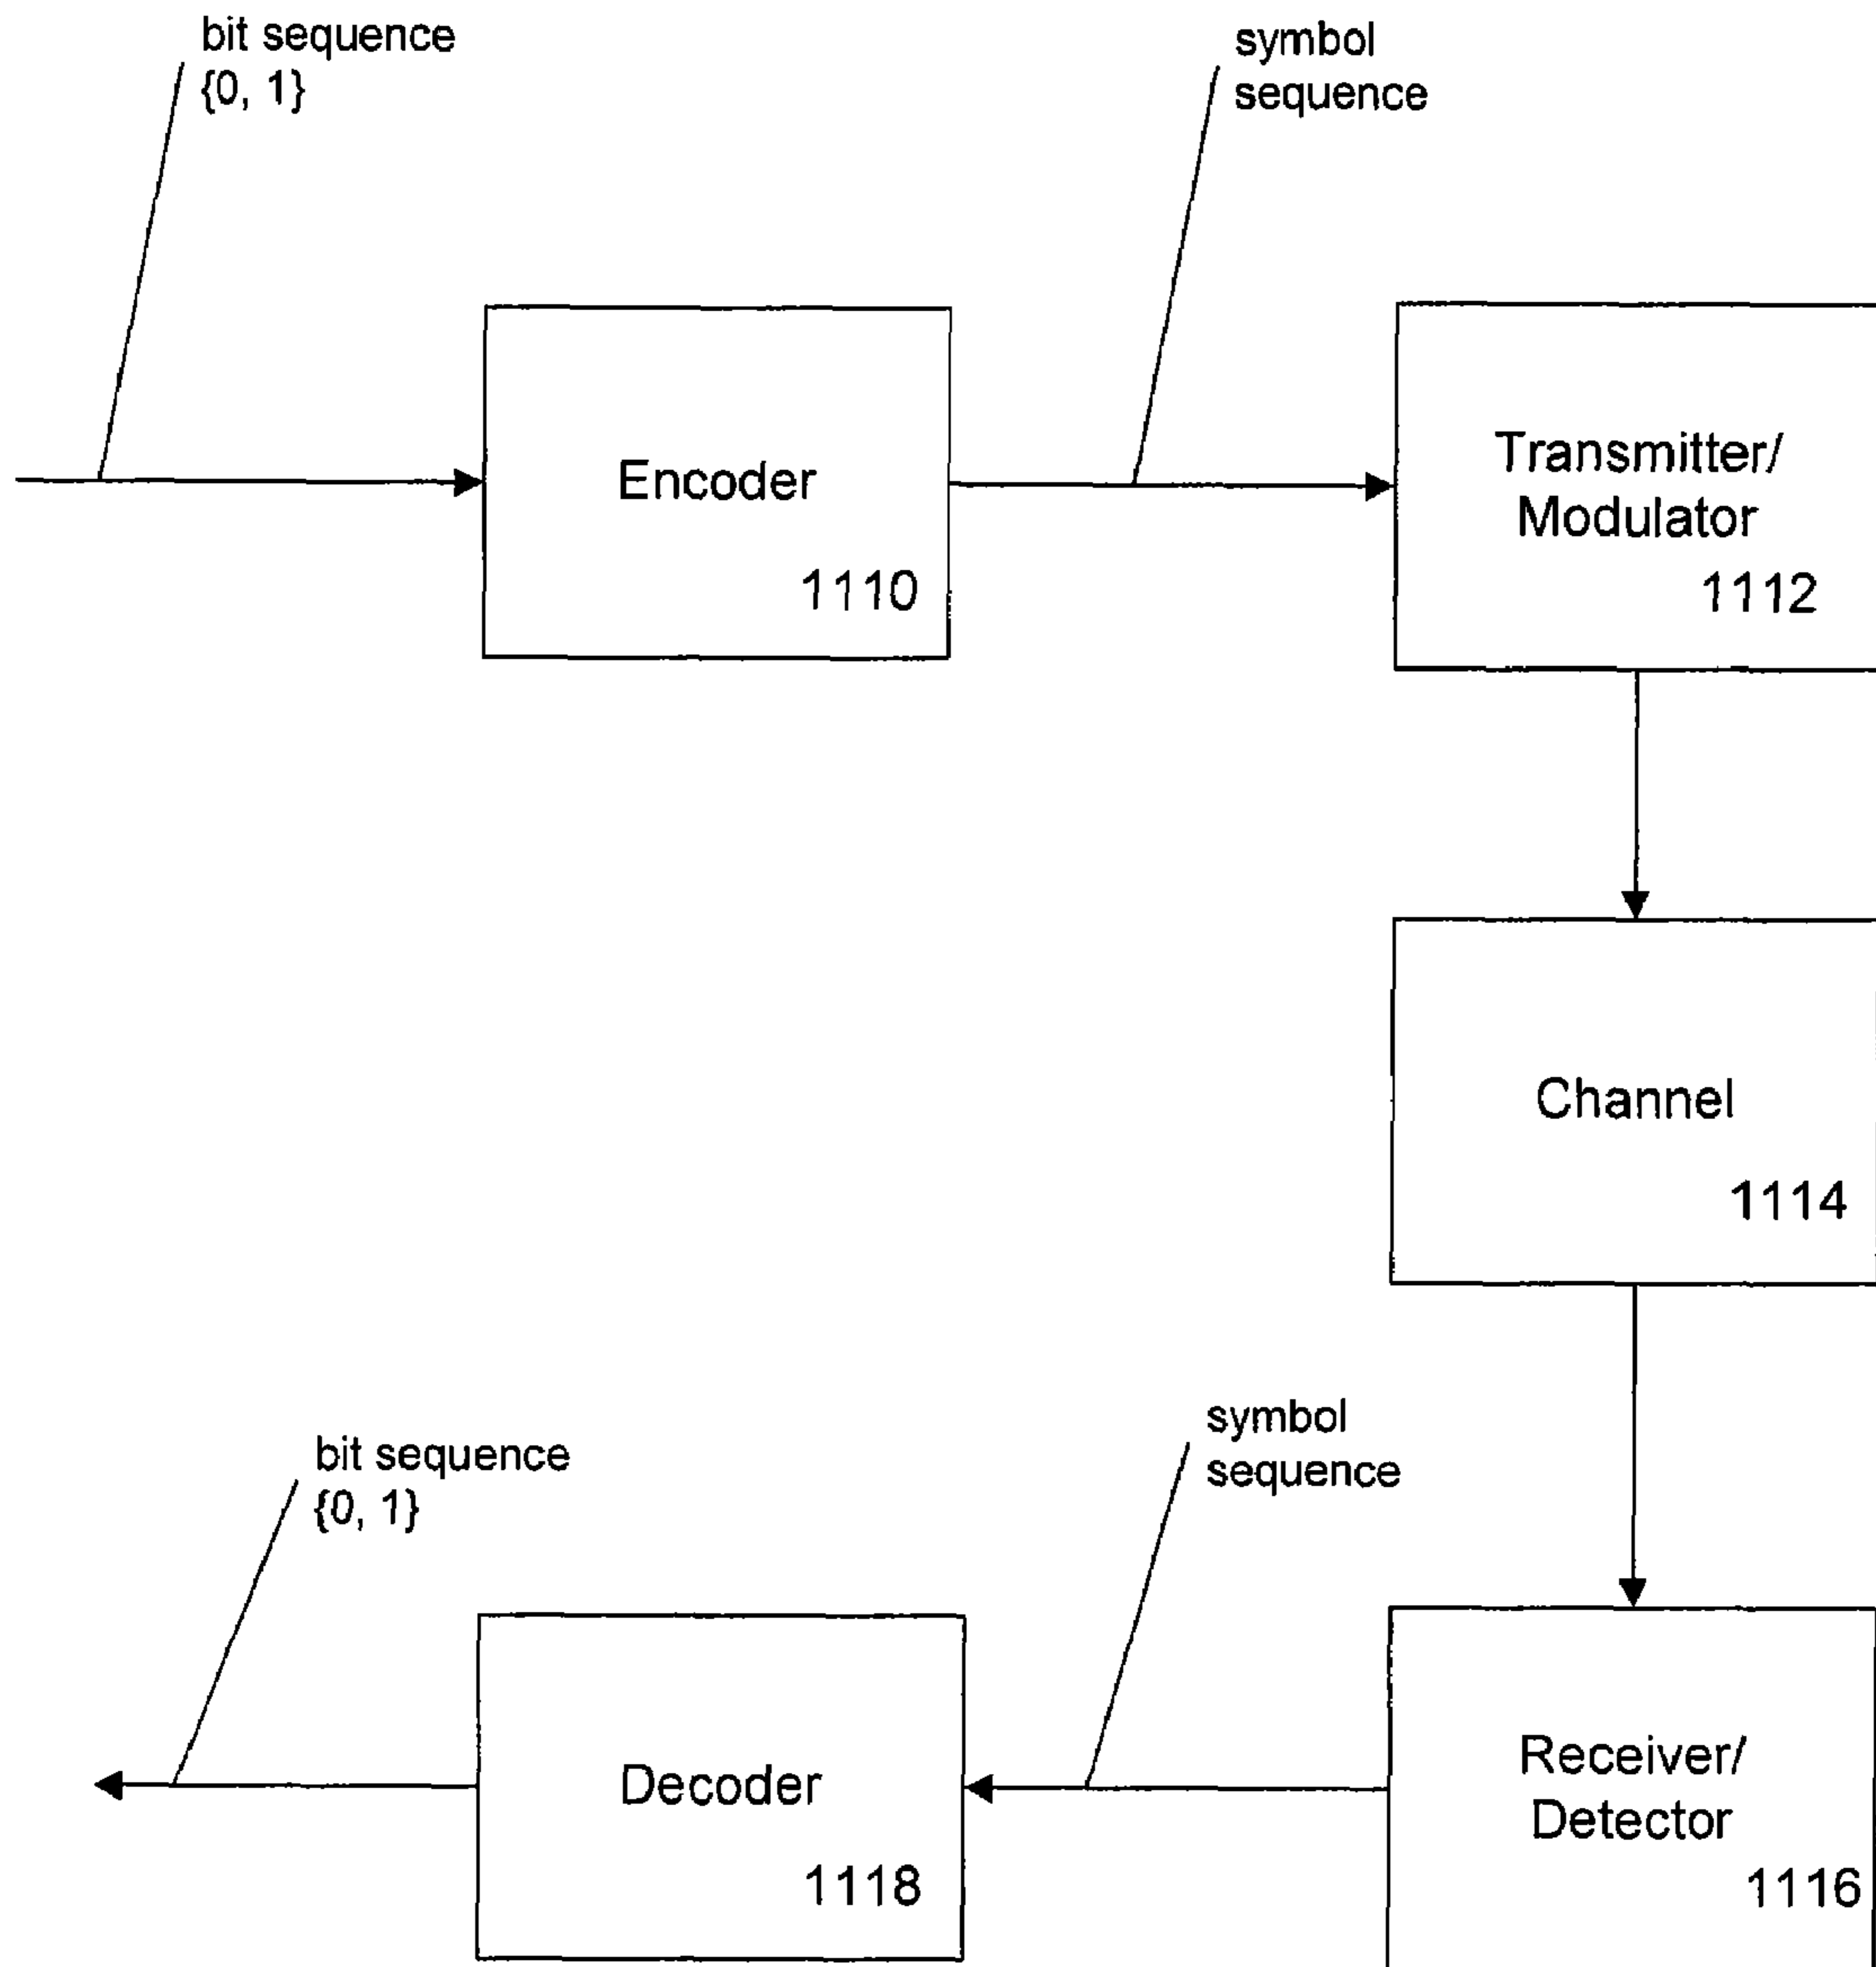 bit sequence
{0, 1}
symbol
sequence
Encoder
1110
Transmitter/
Modulator
1112
Channel
1114
bit sequence
{0, 1}
symbol
sequence
Decoder
1118
Receiver/
Detector
1116